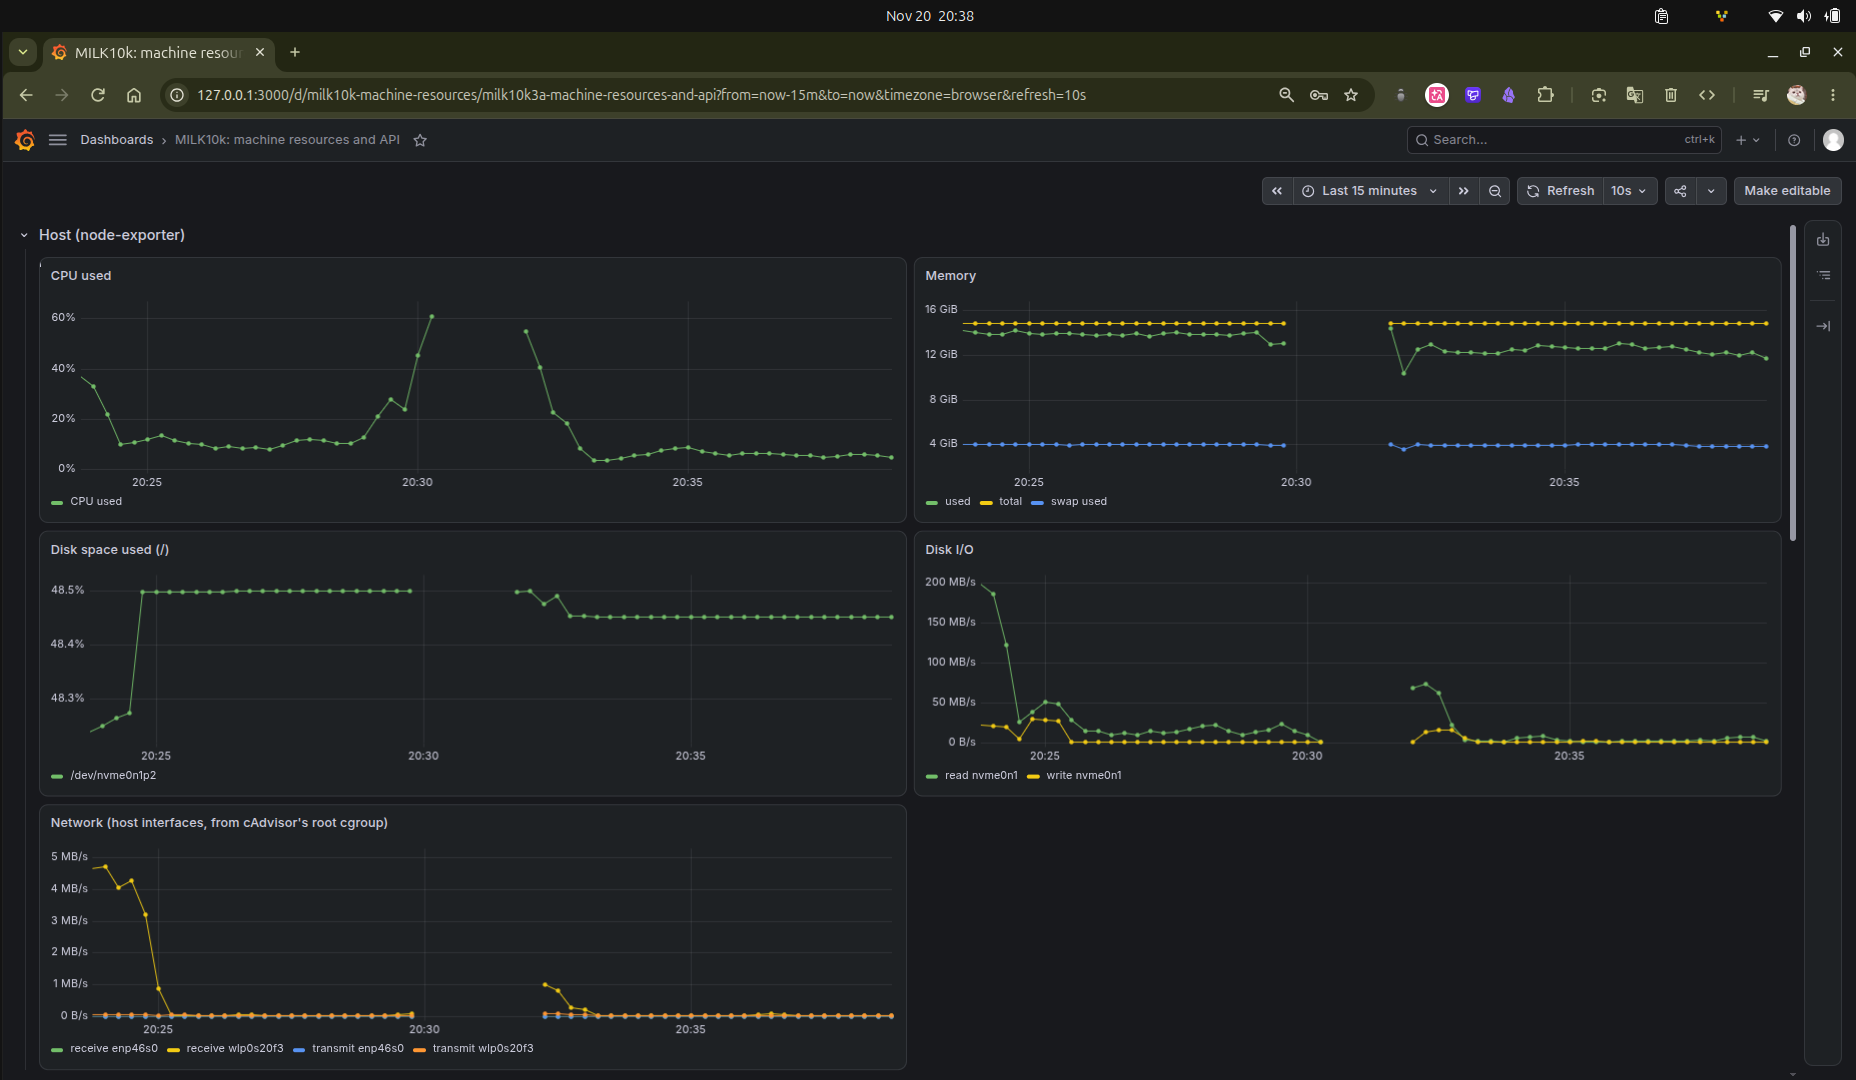 Nov 20 20:38
MILK10k: machine resour
127.0.0.1:3000/d/milk10k-machine-resources/milk10k3a-machine-resources-and-api?from=now-15m&to=now&timezone=browser&refresh=10s
Dashboards › MILK10k: machine resources and API
Search... ctrl+k
Last 15 minutes
Refresh 10s
Make editable
Host (node-exporter)
CPU used
60%
40%
20%
0%
20:25 20:30 20:35
CPU used
Memory
16 GiB
12 GiB
8 GiB
4 GiB
20:25 20:30 20:35
used total swap used
Disk space used (/)
48.5%
48.4%
48.3%
20:25 20:30 20:35
/dev/nvme0n1p2
Disk I/O
200 MB/s
150 MB/s
100 MB/s
50 MB/s
0 B/s
20:25 20:30 20:35
read nvme0n1 write nvme0n1
Network (host interfaces, from cAdvisor's root cgroup)
5 MB/s
4 MB/s
3 MB/s
2 MB/s
1 MB/s
0 B/s
20:25 20:30 20:35
receive enp46s0 receive wlp0s20f3 transmit enp46s0 transmit wlp0s20f3